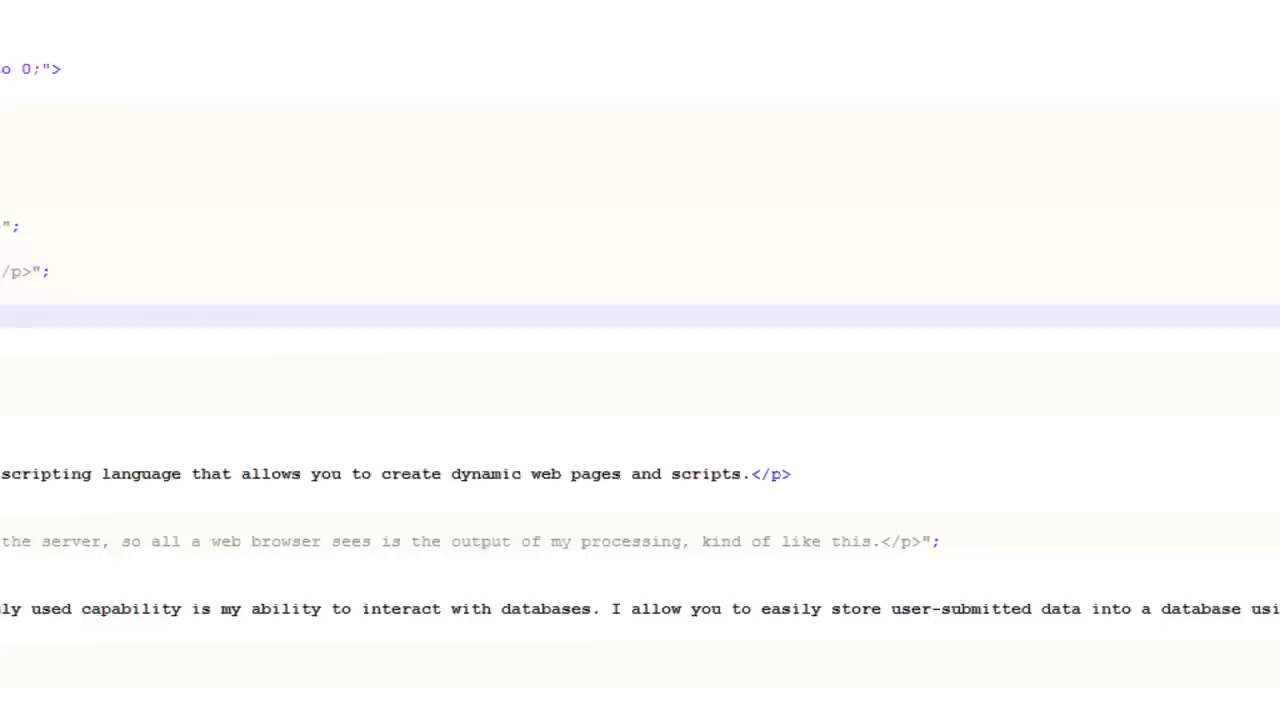 o 0;">
";
/p>";
scripting language that allows you to create dynamic web pages and scripts.</p>
the server, so all a web browser sees is the output of my processing, kind of like this.</p>";
ly used capability is my ability to interact with databases. I allow you to easily store user-submitted data into a database usi